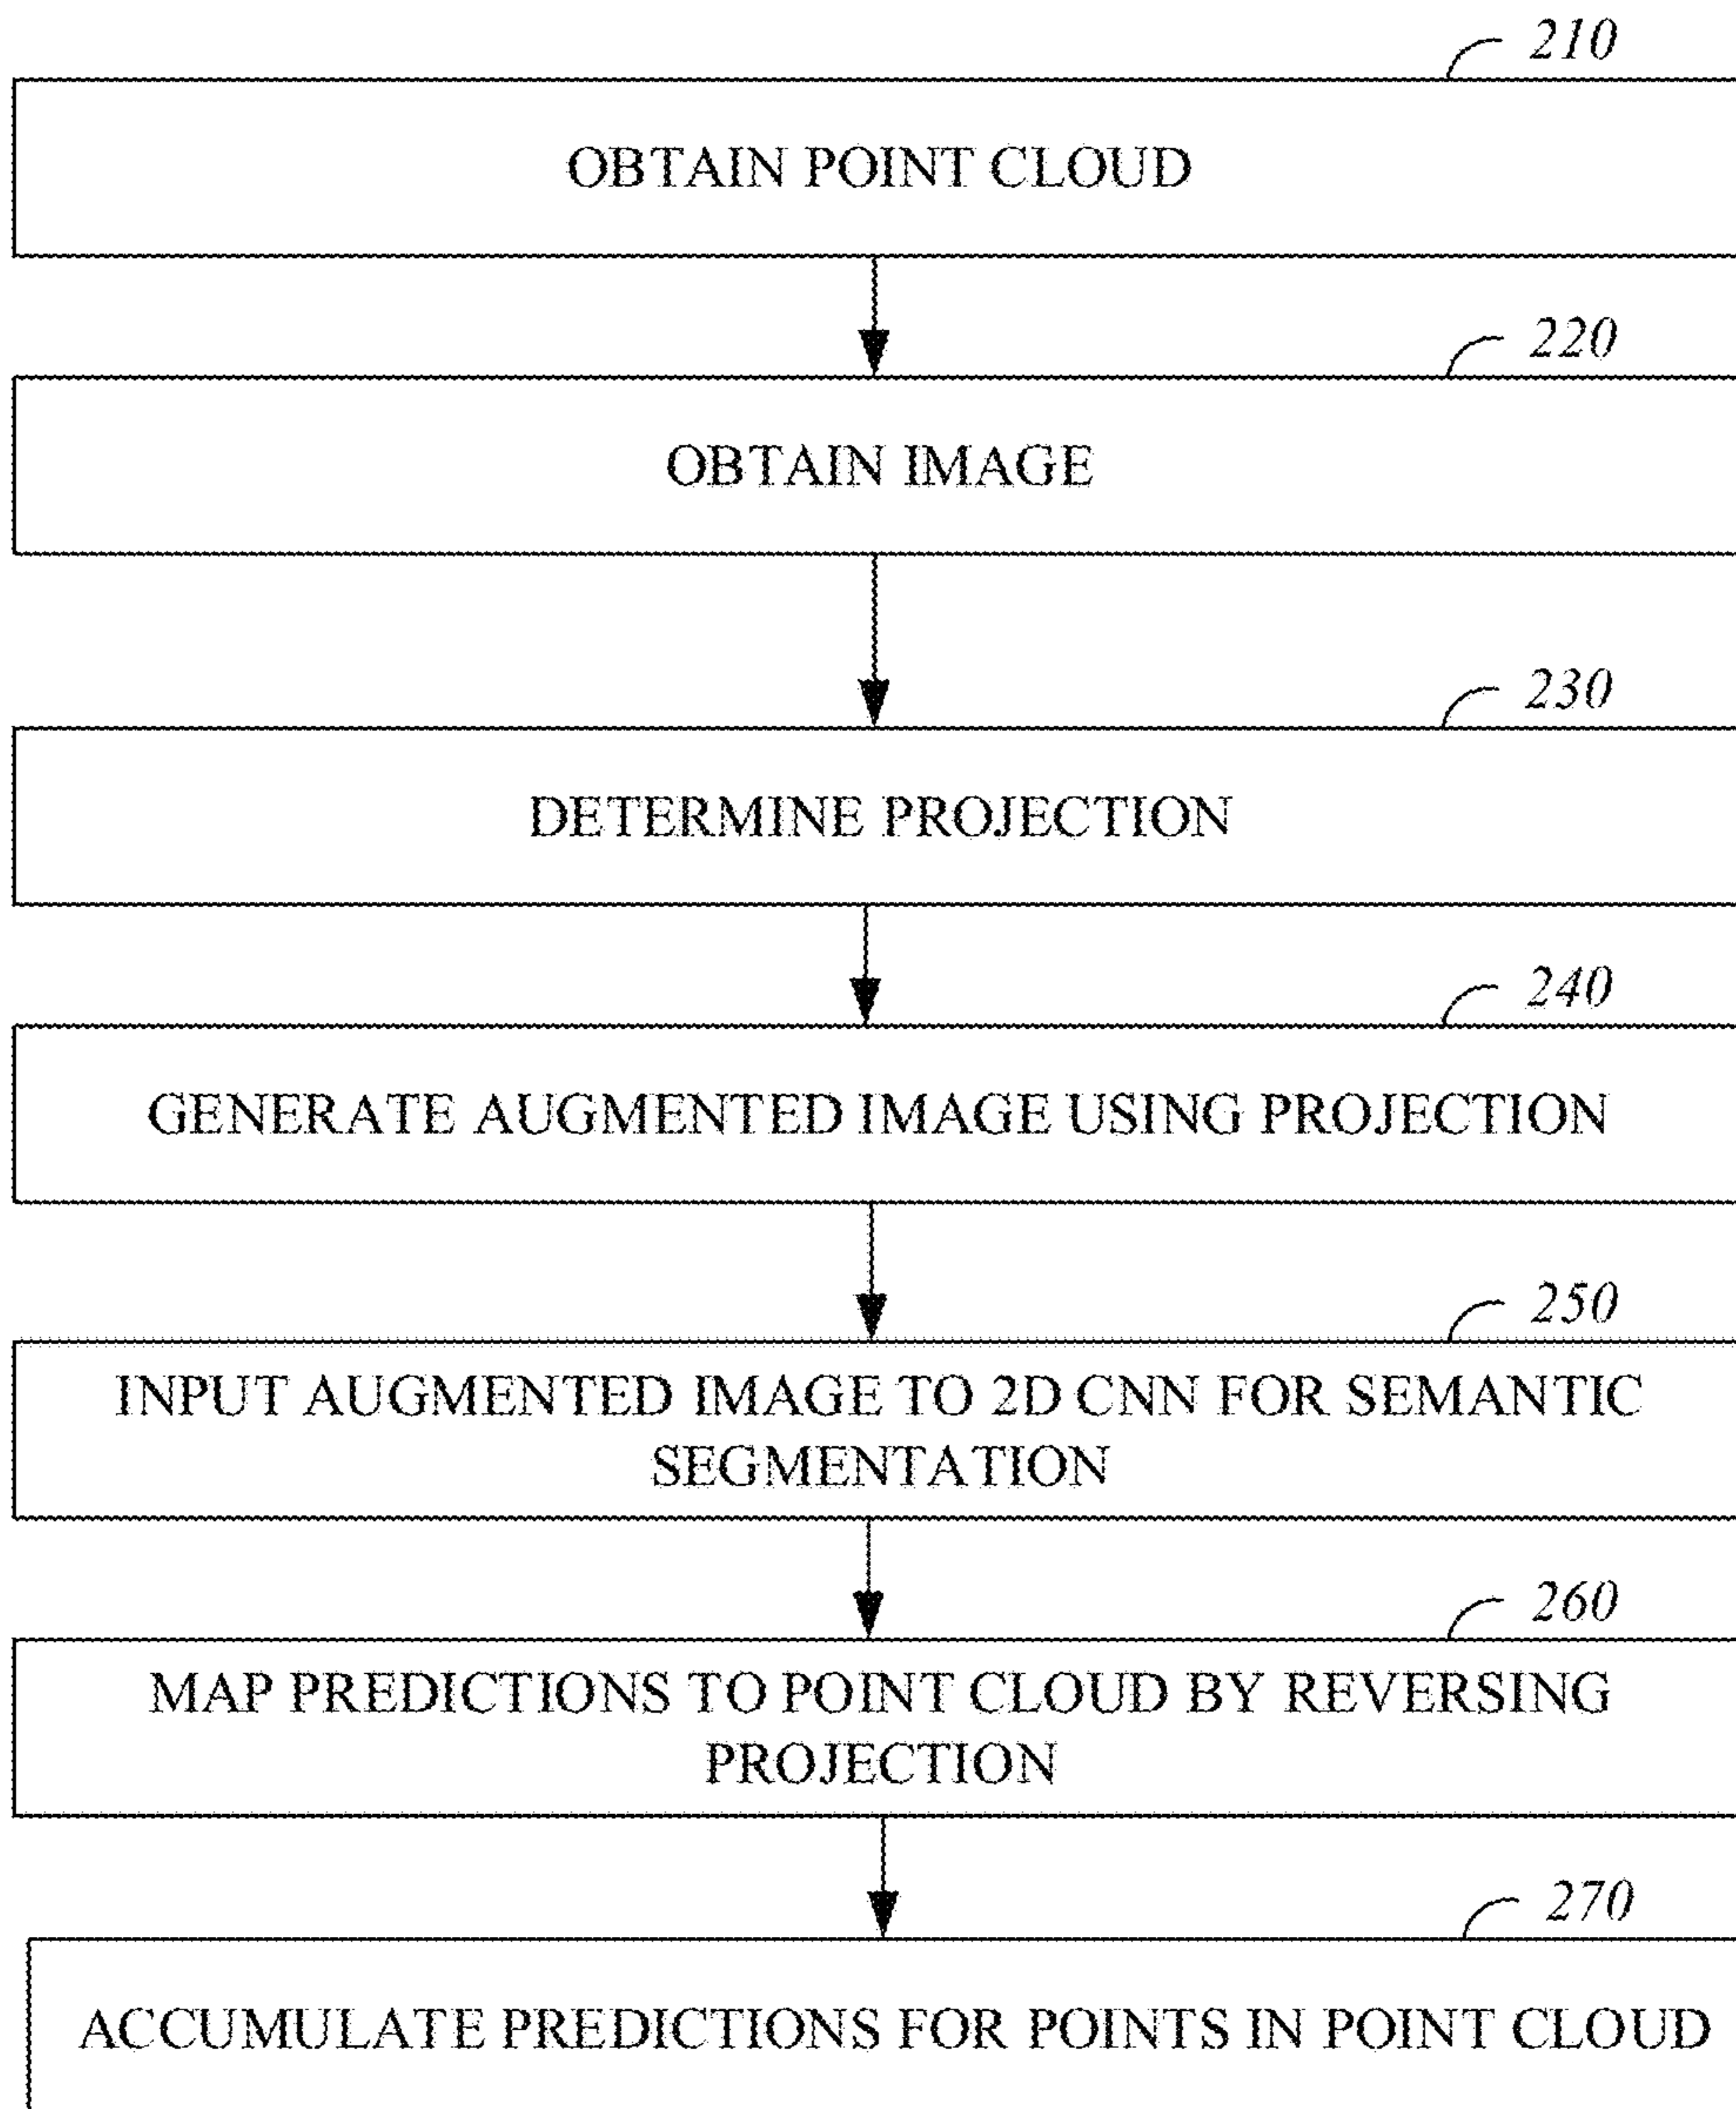 210
OBTAIN POINT CLOUD
220
OBTAIN IMAGE
230
DETERMINE PROJECTION
240
GENERATE AUGMENTED IMAGE USING PROJECTION
250
INPUT AUGMENTED IMAGE TO 2D CNN FOR SEMANTIC
SEGMENTATION
260
MAP PREDICTIONS TO POINT CLOUD BY REVERSING
PROJECTION
270
ACCUMULATE PREDICTIONS FOR POINTS IN POINT CLOUD